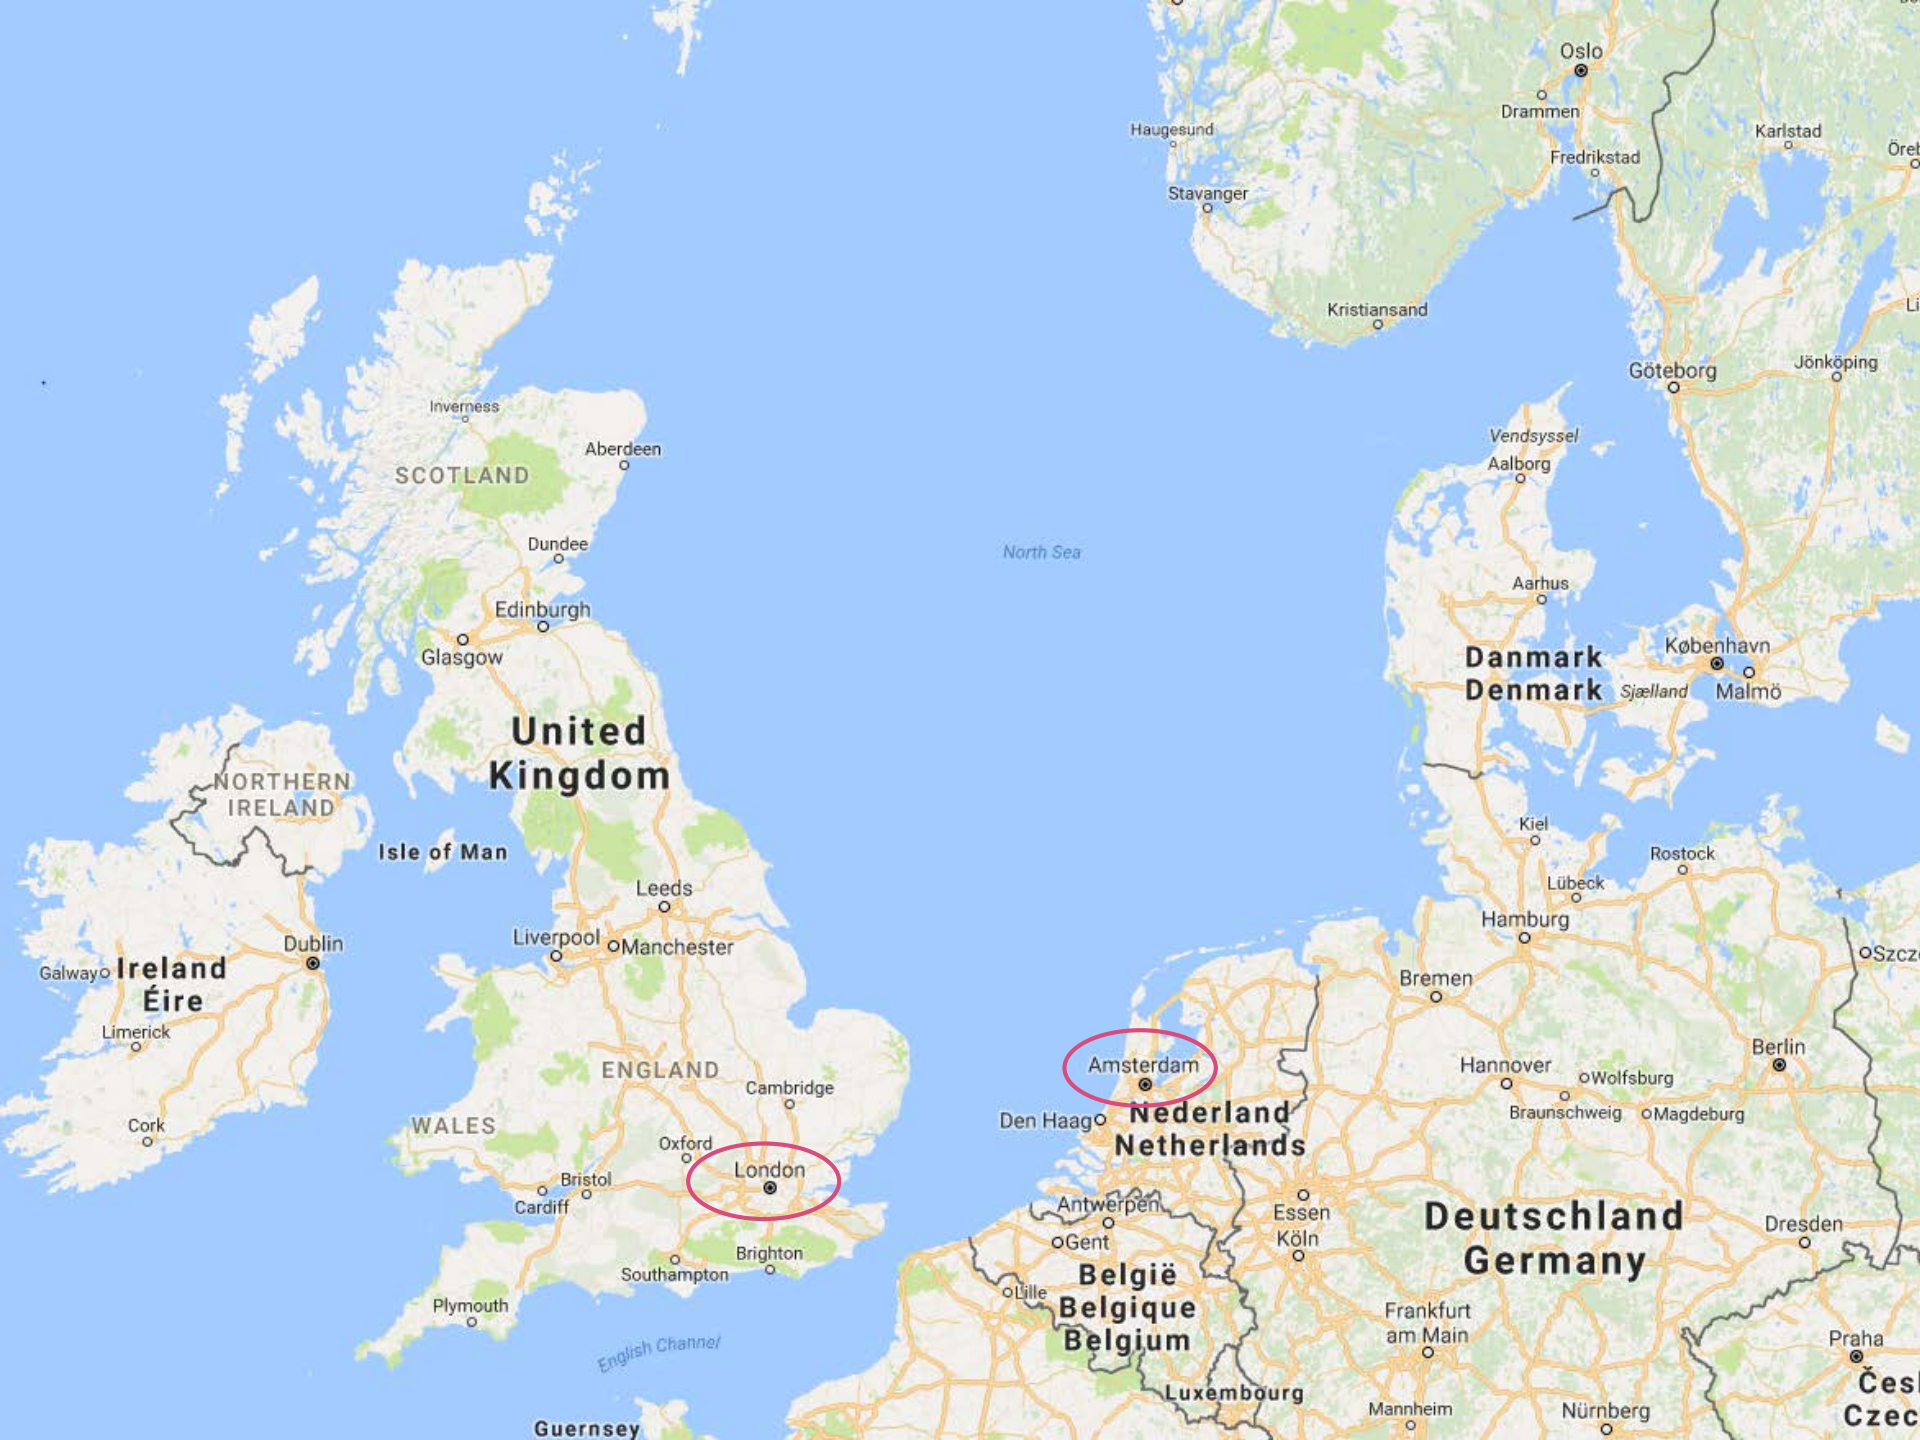 Oslo
Drammen
Haugesund
Karlstad
Fredrikstad
Stavanger
Kristiansand
Göteborg
Jönköping
Inverness
Aberdeen
SCOTLAND
Vendsyssel
Aalborg
Dundee
North Sea
Aarhus
Edinburgh
Glasgow
København
Danmark
Denmark
Sjælland
Malmö
United
Kingdom
NORTHERN
IRELAND
Isle of Man
Kiel
Rostock
Leeds
Lübeck
Hamburg
Liverpool
Manchester
Dublin
Galway
Ireland
Éire
Bremen
Limerick
Berlin
ENGLAND
Amsterdam
Hannover
Wolfsburg
Cambridge
Braunschweig
Magdeburg
Den Haag
Nederland
Netherlands
Cork
WALES
Oxford
London
Bristol
Cardiff
Antwerpen
Essen
Deutschland
Germany
Dresden
Gent
Köln
Brighton
Southampton
België
Belgique
Belgium
Lille
Plymouth
Frankfurt
am Main
English Channel
Praha
Luxembourg
Mannheim
Nürnberg
Guernsey